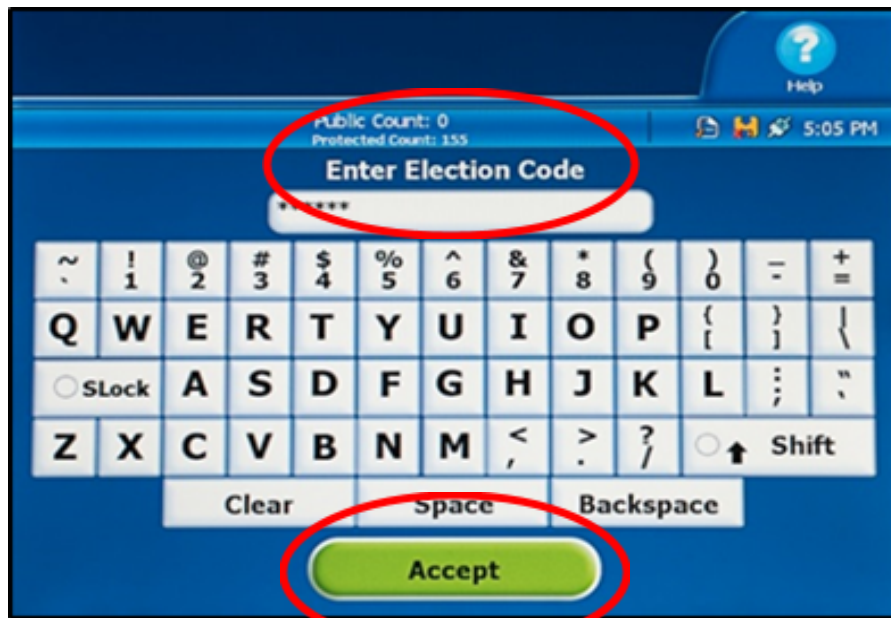 Help
Public Count: 0
Protected Count: 155
5:05 PM
Enter Election Code
******
~ ! @ # $ % ^ & * ( ) _ +
` 1 2 3 4 5 6 7 8 9 0 - =
Q W E R T Y U I O P { } |
[ ] \
SLock A S D F G H J K L : "
; '
Z X C V B N M < > ? Shift
, . /
Clear Space Backspace
Accept